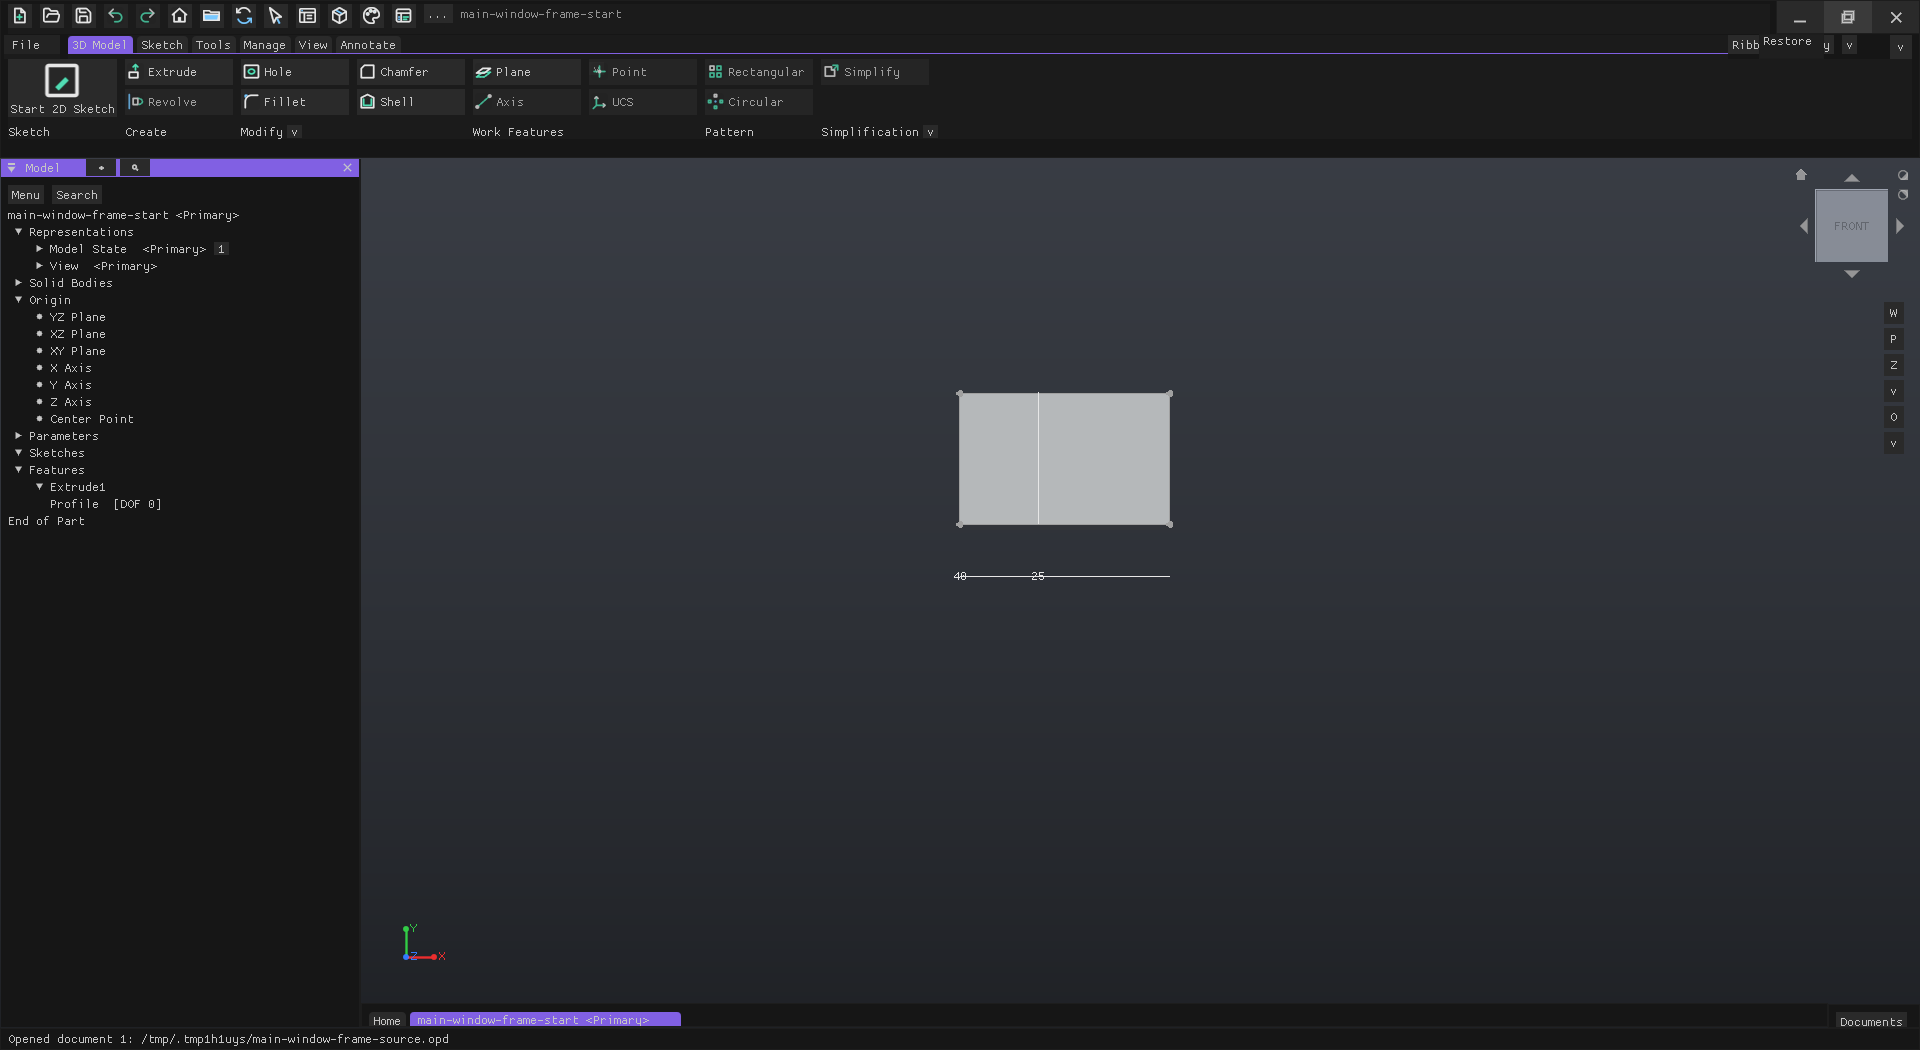 ... main-window-frame-start
File 3D Model Sketch Tools Manage View Annotate Ribb Restore y v v
Extrude Hole Chamfer Plane Point Rectangular Simplify
Start 2D Sketch Revolve Fillet Shell Axis UCS Circular
Sketch Create Modify v Work Features Pattern Simplification v
Model
Menu Search
main-window-frame-start <Primary>
Representations
Model State <Primary> 1
View <Primary>
Solid Bodies
Origin
YZ Plane
XZ Plane
XY Plane
X Axis
Y Axis
Z Axis
Center Point
Parameters
Sketches
Features
Extrude1
Profile [DOF 0]
End of Part
FRONT
W
P
Z
v
O
v
40 25
Y
Z X
Home main-window-frame-start <Primary> Documents
Opened document 1: /tmp/.tmp1h1uys/main-window-frame-source.opd